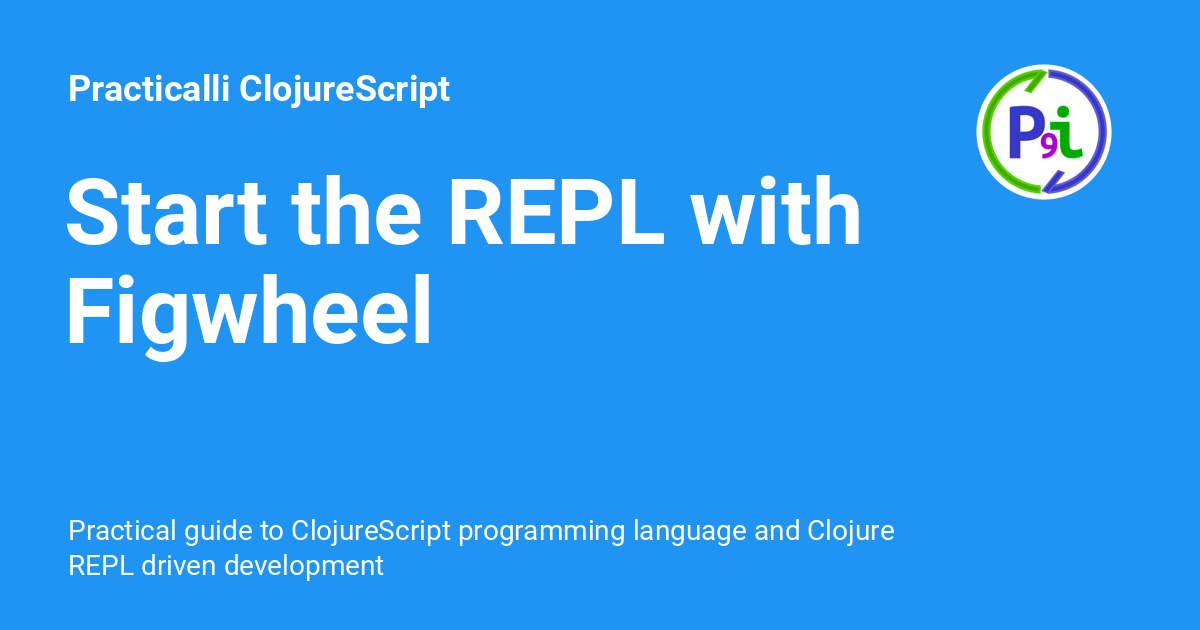 Practicalli ClojureScript
P9i
Start the REPL with
Figwheel
Practical guide to ClojureScript programming language and Clojure
REPL driven development